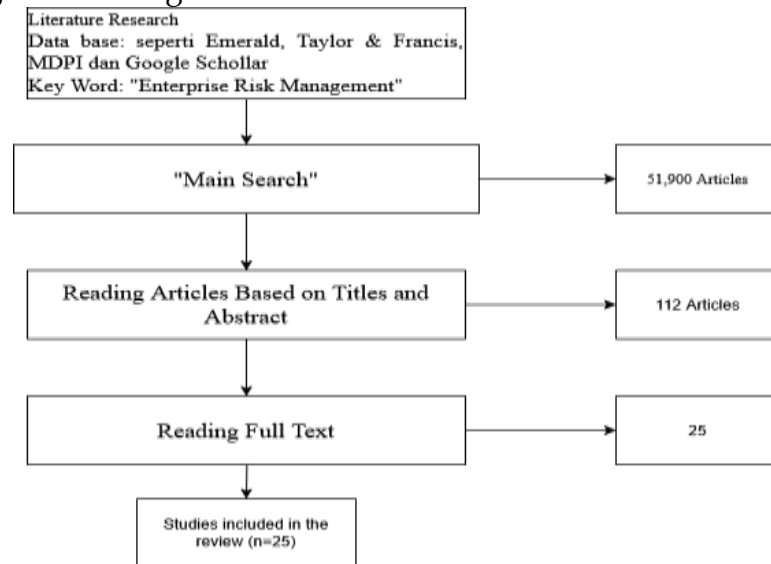 Literature Research
Data base: seperti Emerald, Taylor & Francis,
MDPI dan Google Schollar
Key Word: "Enterprise Risk Management"
"Main Search"
51,900 Articles
Reading Articles Based on Titles and
Abstract
112 Articles
Reading Full Text
25
Studies included in the
review (n=25)